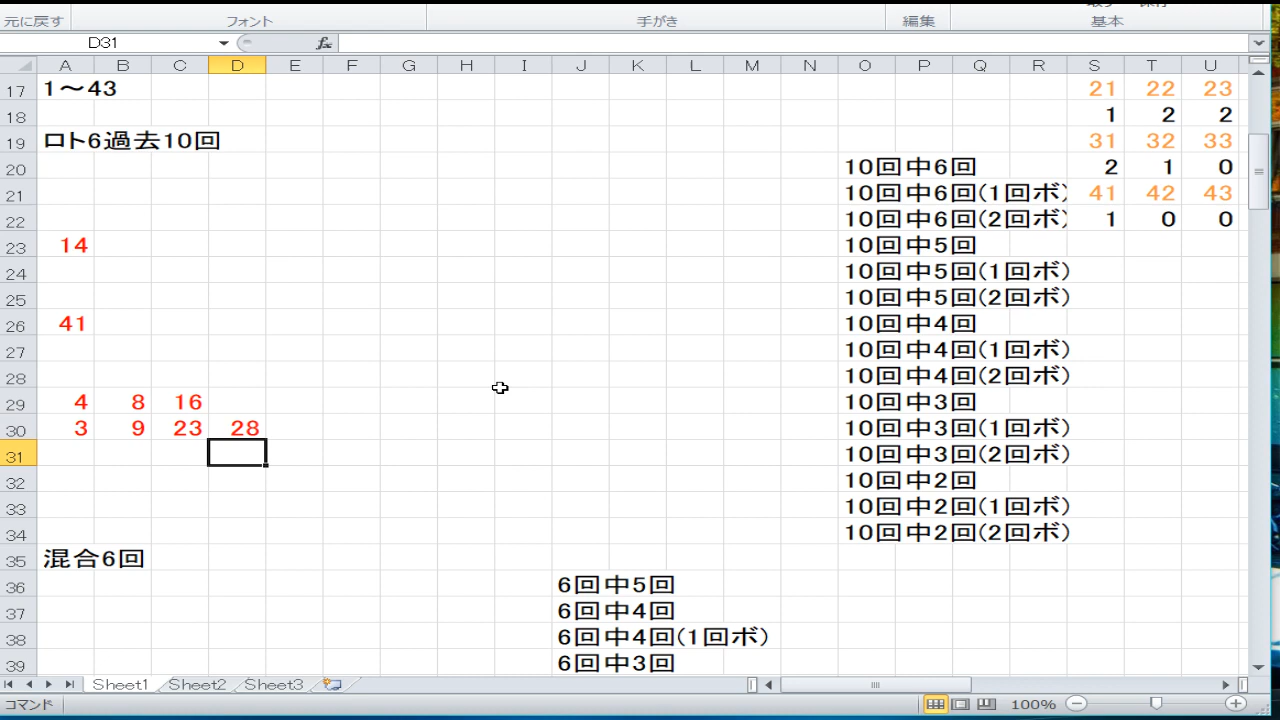 元に戻す フォント 手がき 編集 基本
D31 fx
A B C D E F G H I J K L M N O P Q R S T U
17 1～43 21 22 23
18 1 2 2
19 ロト6過去10回 31 32 33
20 10回中6回 2 1 0
21 10回中6回(1回ボ) 41 42 43
22 10回中6回(2回ボ) 1 0 0
23 14 10回中5回
24 10回中5回(1回ボ)
25 10回中5回(2回ボ)
26 41 10回中4回
27 10回中4回(1回ボ)
28 10回中4回(2回ボ)
29 4 8 16 10回中3回
30 3 9 23 28 10回中3回(1回ボ)
31 10回中3回(2回ボ)
32 10回中2回
33 10回中2回(1回ボ)
34 10回中2回(2回ボ)
35 混合6回
36 6回中5回
37 6回中4回
38 6回中4回(1回ボ)
39 6回中3回
Sheet1 Sheet2 Sheet3
コマンド 100%